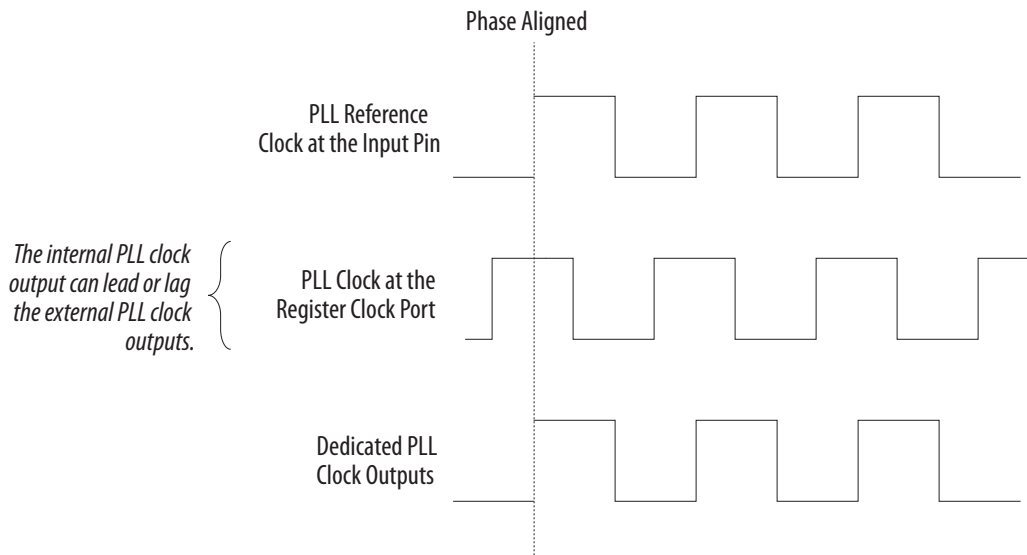 Phase Aligned
PLL Reference
Clock at the Input Pin
The internal PLL clock
output can lead or lag
the external PLL clock
outputs.
PLL Clock at the
Register Clock Port
Dedicated PLL
Clock Outputs